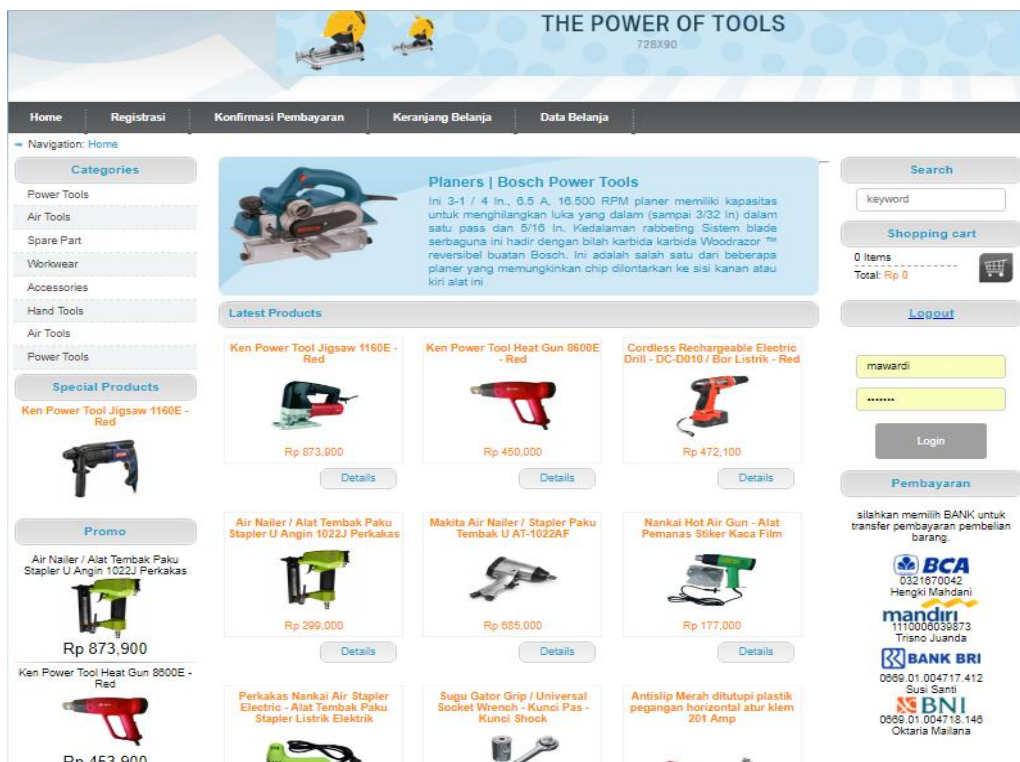 THE POWER OF TOOLS
728X90
Home Registrasi Konfirmasi Pembayaran Keranjang Belanja Data Belanja
Navigation: Home
Categories
Power Tools
Air Tools
Spare Part
Workwear
Accessories
Hand Tools
Air Tools
Power Tools
Special Products
Ken Power Tool Jigsaw 1160E -
Red
Promo
Air Nailer / Alat Tembak Paku
Stapler U Angin 1022J Perkakas
Rp 873,900
Ken Power Tool Heat Gun 8600E -
Red
Rp 453,900
Planers | Bosch Power Tools
Ini 3-1 / 4 In., 6.5 A, 16.500 RPM planer memiliki kapasitas
untuk menghilangkan luka yang dalam (sampai 3/32 In) dalam
satu pass dan 5/16 In. Kedalaman rabbeting Sistem blade
serbaguna ini hadir dengan bilah karbida karbida Woodrazor ™
reversibel buatan Bosch. Ini adalah salah satu dari beberapa
planer yang memungkinkan chip dilontarkan ke sisi kanan atau
kiri alat ini
Latest Products
Ken Power Tool Jigsaw 1160E -
Red
Rp 873,900
Details
Ken Power Tool Heat Gun 8600E
- Red
Rp 450,000
Details
Cordless Rechargeable Electric
Drill - DC-D010 / Bor Listrik - Red
Rp 472,100
Details
Air Nailer / Alat Tembak Paku
Stapler U Angin 1022J Perkakas
Rp 299,000
Details
Makita Air Nailer / Stapler Paku
Tembak U AT-1022AF
Rp 685,000
Details
Nankai Hot Air Gun - Alat
Pemanas Stiker Kaca Film
Rp 177,000
Details
Perkakas Nankai Air Stapler
Electric - Alat Tembak Paku
Stapler Listrik Elektrik
Sugu Gator Grip / Universal
Socket Wrench - Kunci Pas -
Kunci Shock
Antislip Merah ditutupi plastik
pegangan horizontal atur klem
201 Amp
Search
keyword
Shopping cart
0 Items
Total: Rp 0
Logout
mawardi
•••••••
Login
Pembayaran
silahkan memilih BANK untuk
transfer pembayaran pembelian
barang.
BCA
0321670042
Hengki Mahdani
mandiri
1110006039873
Trisno Juanda
BANK BRI
0669.01.004717.412
Susi Santi
BNI
0669.01.004718.146
Oktaria Mailana